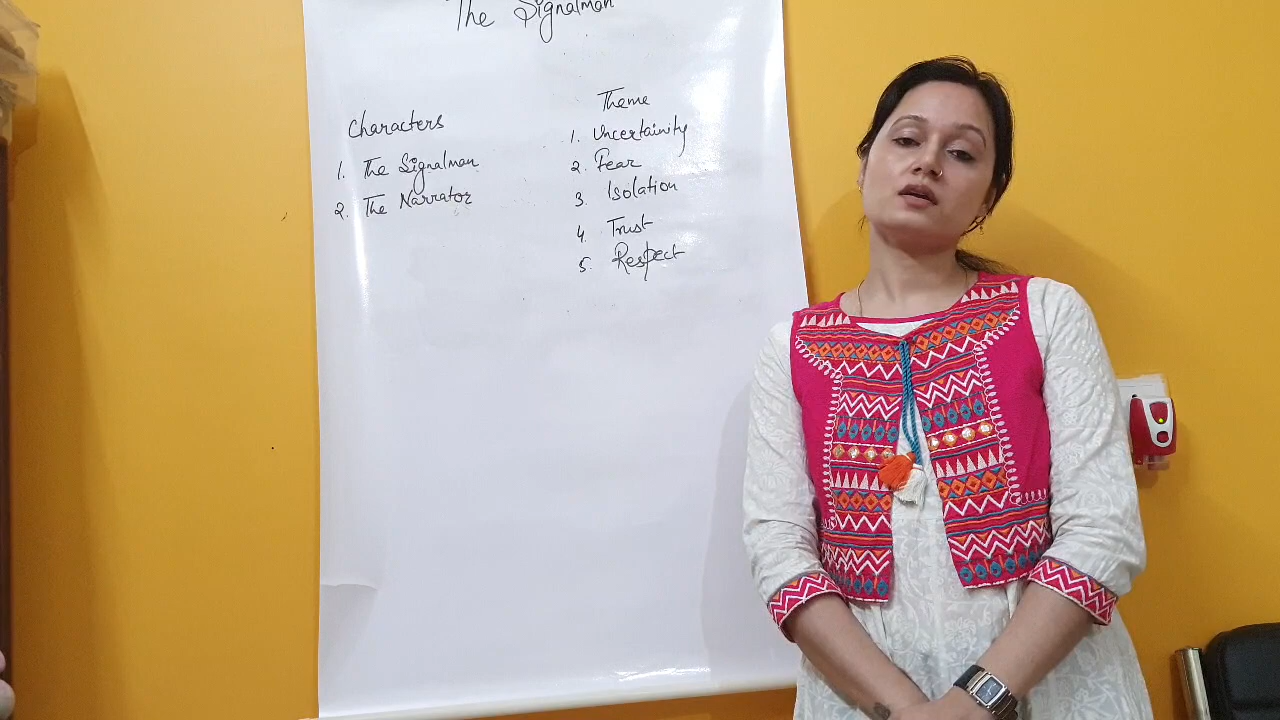 The Signalman
Characters
1. The Signalman
2. The Narrator
Theme
1. Uncertainity
2. Fear
3. Isolation
4. Trust
5. Respect